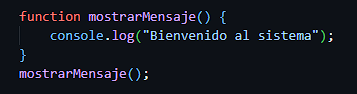 function mostrarMensaje() {
    console.log("Bienvenido al sistema");
}
mostrarMensaje();